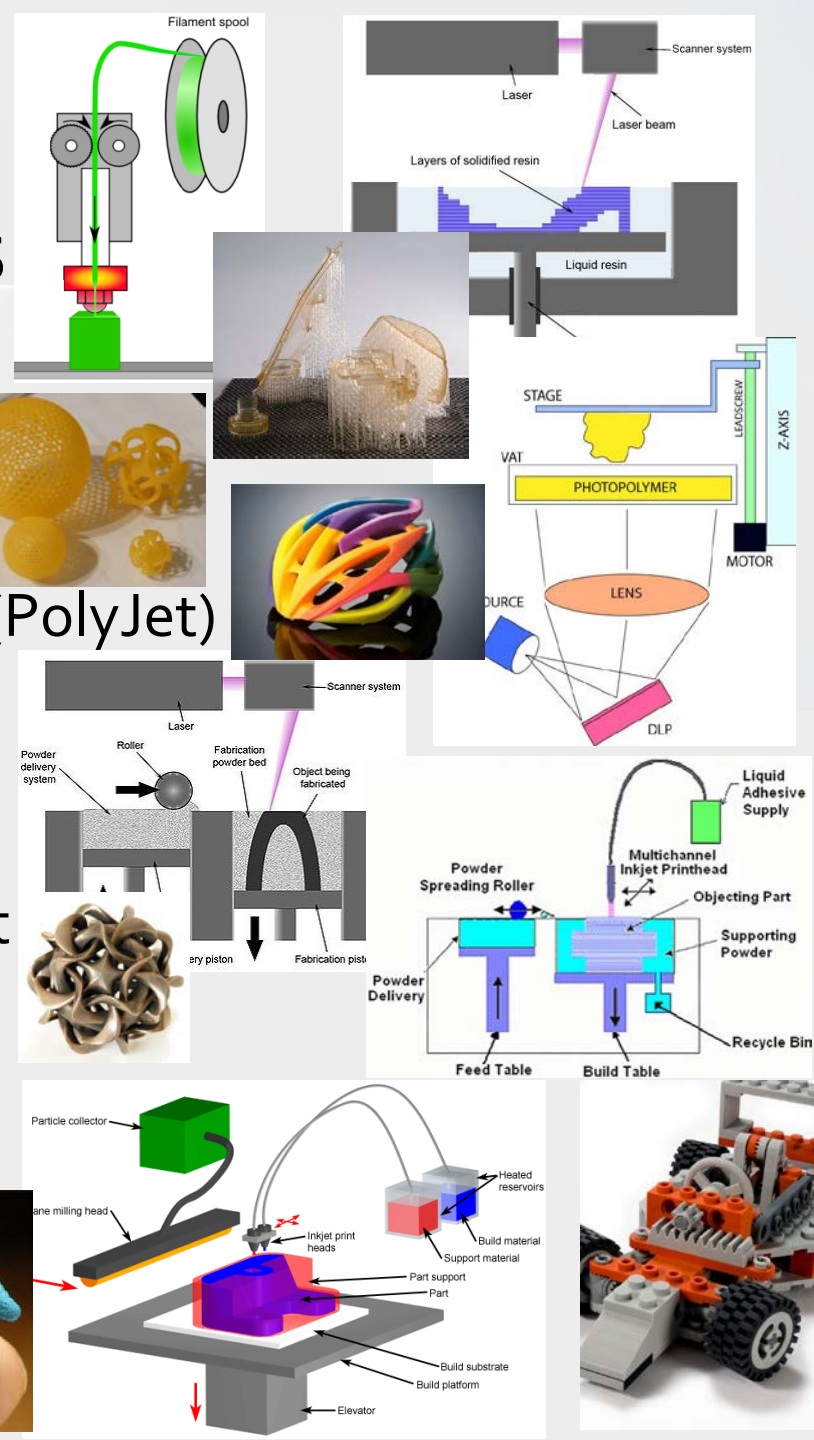 Filament spool
Scanner system
Laser
Laser beam
Layers of solidified resin
Liquid resin
STAGE
LEADSCREW
Z-AXIS
VAT
PHOTOPOLYMER
MOTOR
LENS
DLP
(PolyJet)
Scanner system
Laser
Roller
Fabrication
powder bed
Powder
delivery
system
Object being
fabricated
Fabrication
Liquid
Adhesive
Supply
Multichannel
Inkjet Printhead
Powder
Spreading Roller
Objecting Part
Supporting
Powder
Powder
Delivery
Recycle Bin
Feed Table
Build Table
piston
Particle collector
milling head
Heated
reservoirs
Inkjet print
heads
Build material
Support material
Part support
Part
Build substrate
Build platform
Elevator